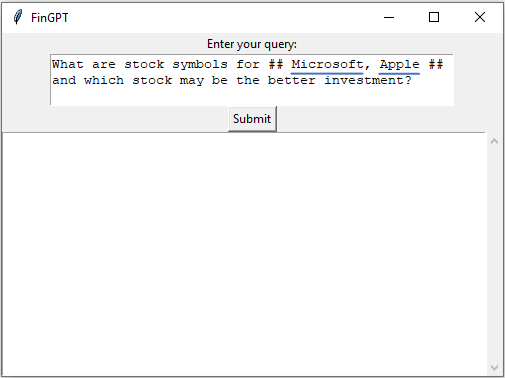 FinGPT
Enter your query:
What are stock symbols for ## Microsoft, Apple ##
and which stock may be the better investment?
Submit